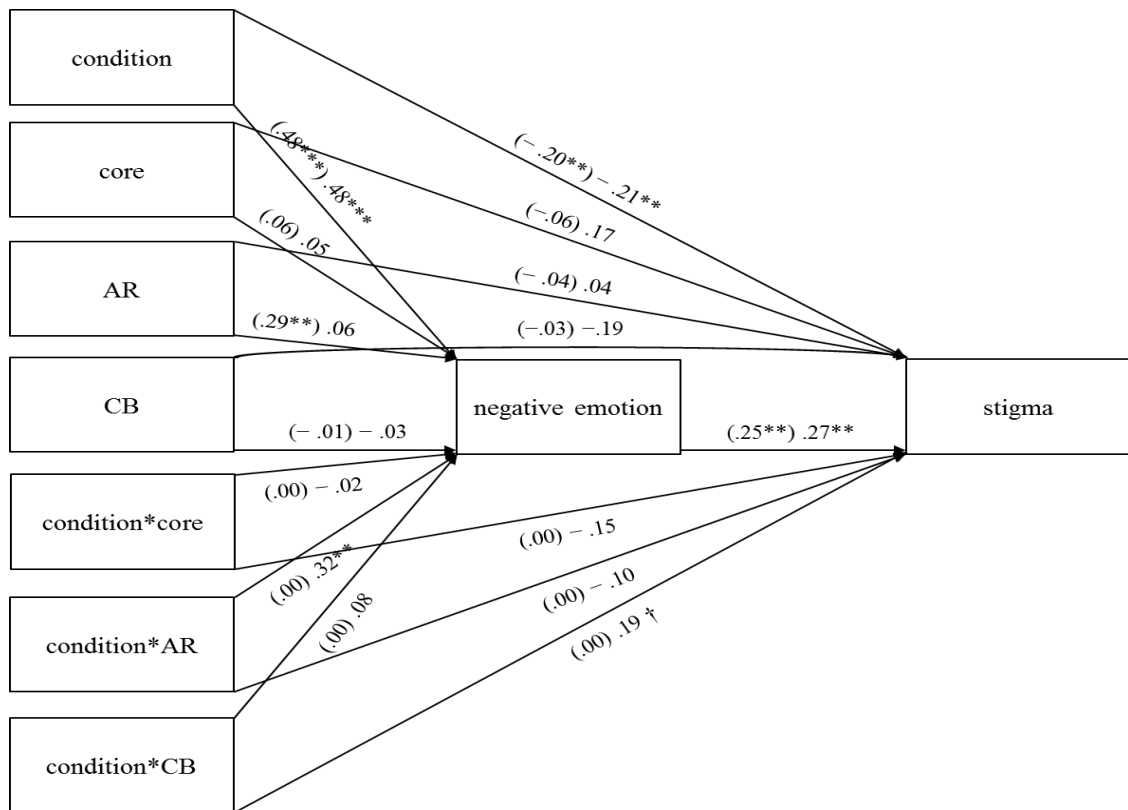 condition
(− .20**) − .21**
(.48***) .48***
core
(−.06) .17
(.06) .05
AR
(− .04) .04
(.29**) .06
(−.03) −.19
CB
negative emotion
stigma
(− .01) − .03
(.25**) .27**
(.00) − .02
condition*core
(.00) − .15
(.00) .32**
(.00) − .10
condition*AR
(.00) .08
(.00) .19 †
condition*CB